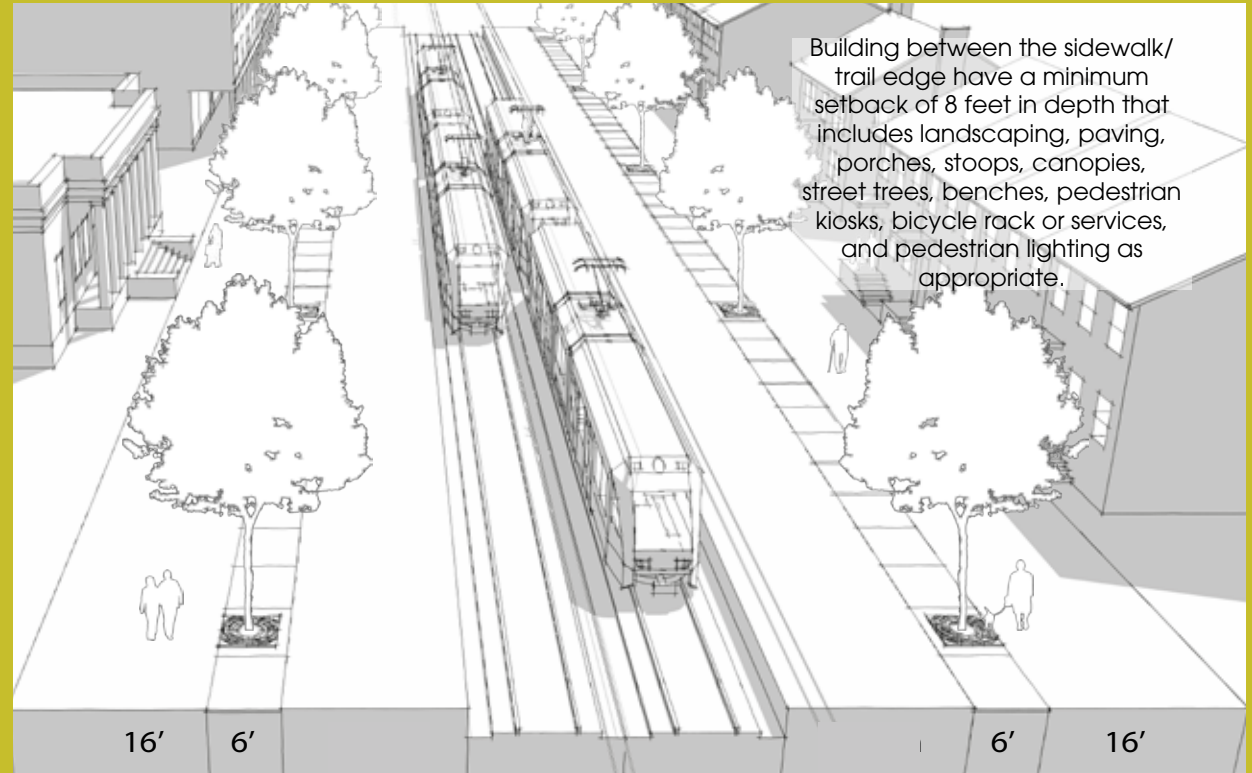 Building between the sidewalk/
trail edge have a minimum
setback of 8 feet in depth that
includes landscaping, paving,
porches, stoops, canopies,
street trees, benches, pedestrian
kiosks, bicycle rack or services,
and pedestrian lighting as
appropriate.
16’ 6’ 6’ 16’